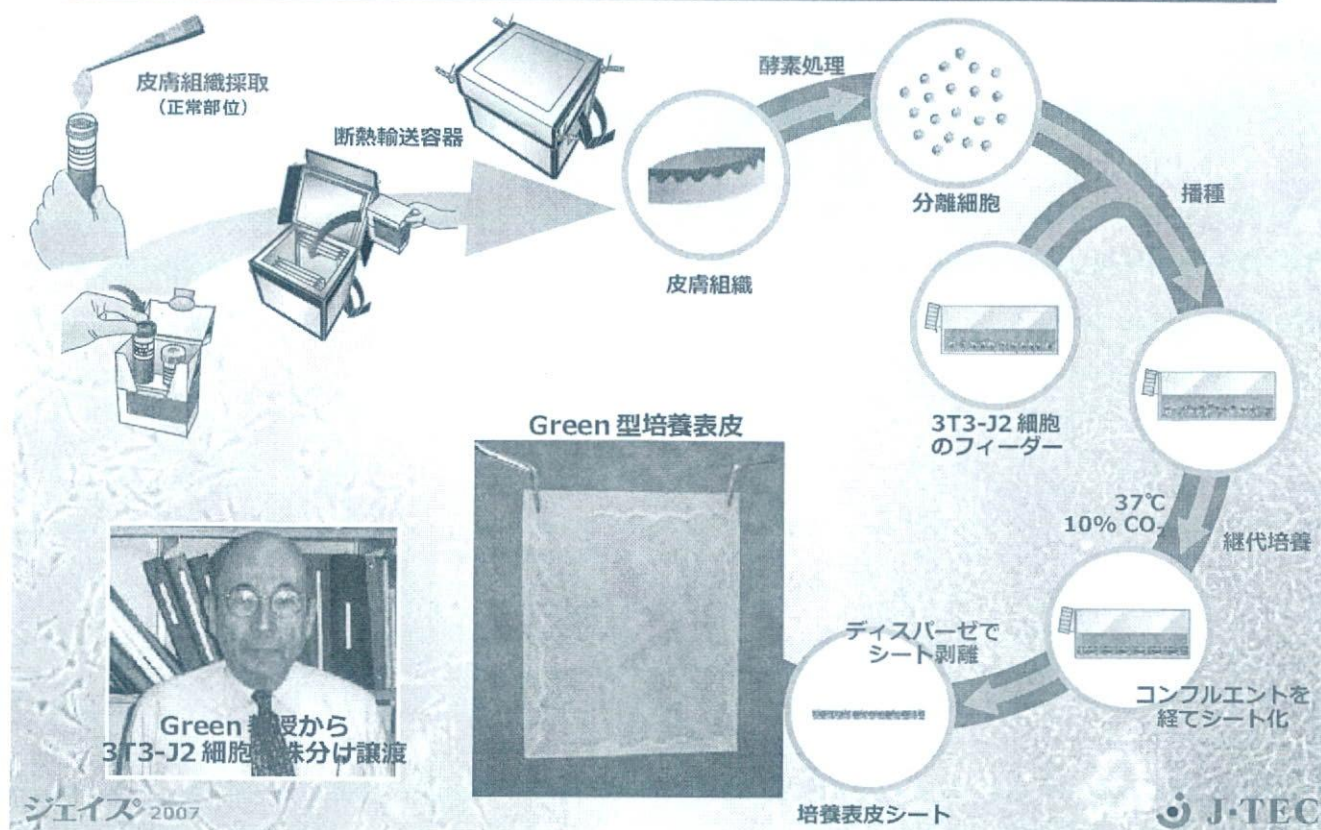 皮膚組織採取
（正常部位）
断熱輸送容器
酵素処理
皮膚組織
分離細胞
播種
3T3-J2 細胞
のフィーダー
37℃
10% CO₂
継代培養
コンフルエントを
経てシート化
ディスパーゼで
シート剥離
培養表皮シート
Green 型培養表皮
Green 教授から
3T3-J2 細胞 株分け譲渡
ジェイス 2007
J・TEC